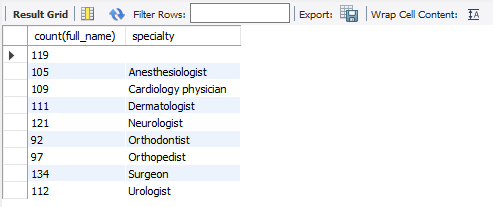 Result Grid Filter Rows: Export: Wrap Cell Content: IA
count(full_name) specialty
119
105 Anesthesiologist
109 Cardiology physician
111 Dermatologist
121 Neurologist
92 Orthodontist
97 Orthopedist
134 Surgeon
112 Urologist